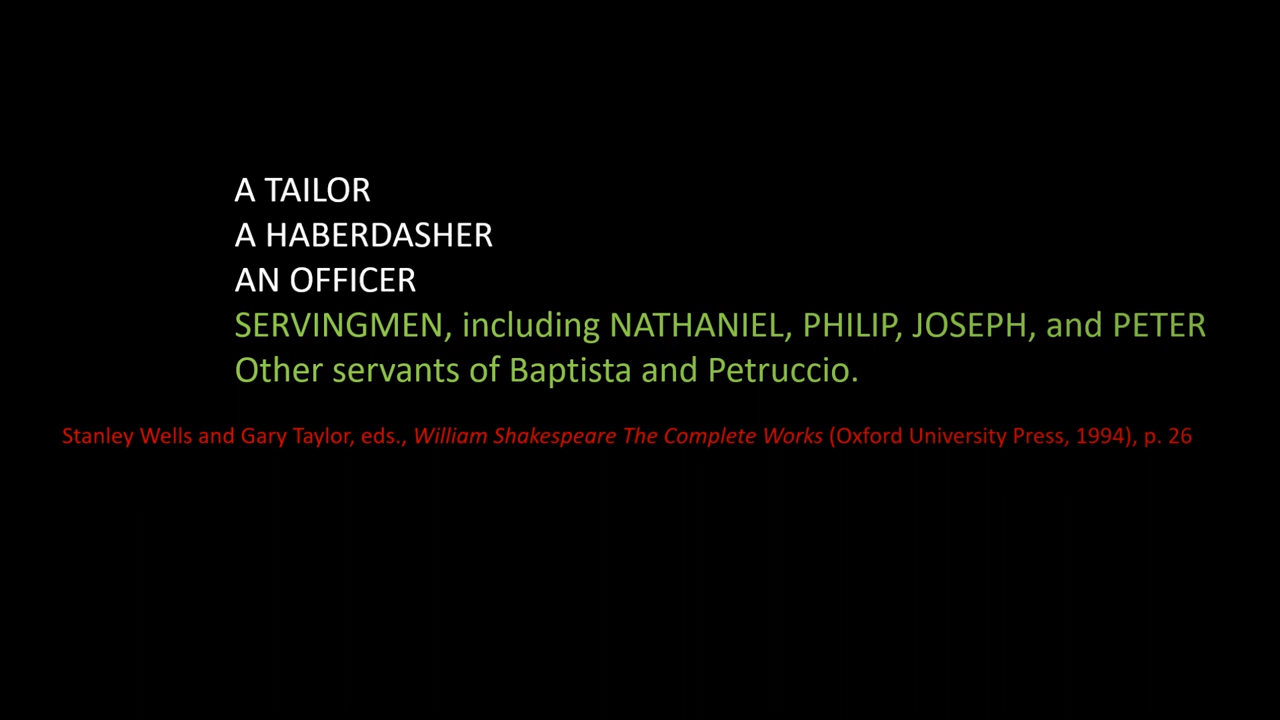 A TAILOR
A HABERDASHER
AN OFFICER
SERVINGMEN, including NATHANIEL, PHILIP, JOSEPH, and PETER
Other servants of Baptista and Petruccio.
Stanley Wells and Gary Taylor, eds., William Shakespeare The Complete Works (Oxford University Press, 1994), p. 26